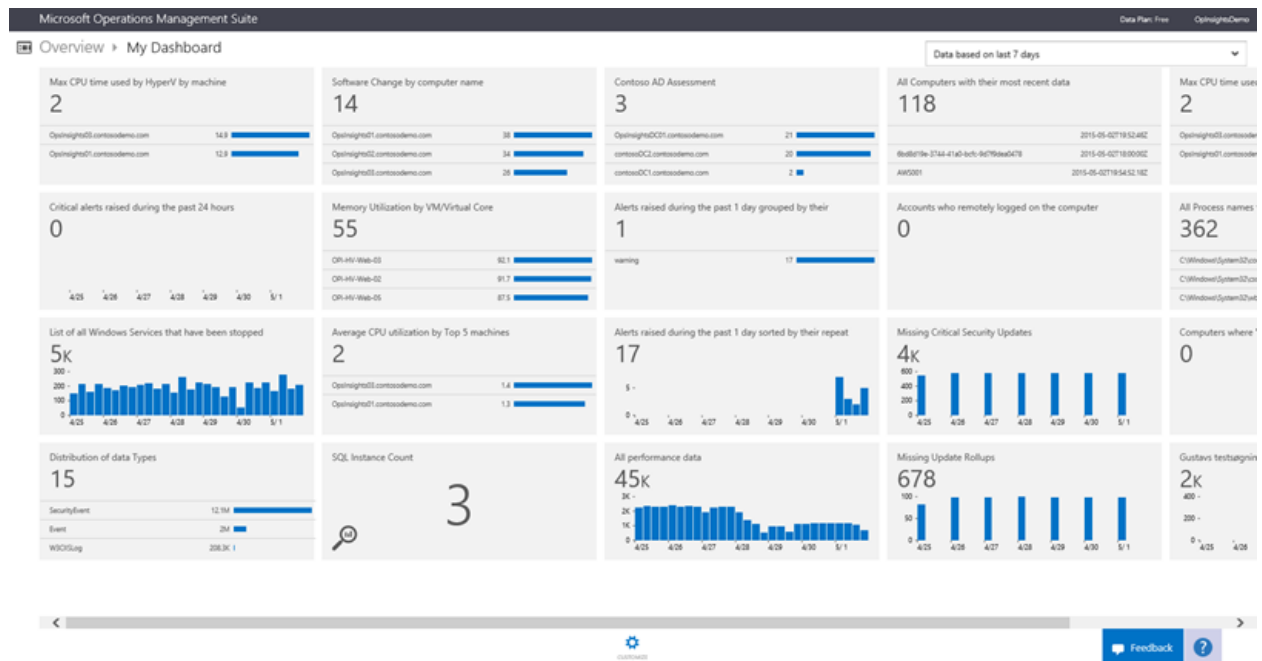 Microsoft Operations Management Suite
Data Plan: Free OpInsightsDemo
Overview ▸ My Dashboard
Data based on last 7 days
Max CPU time used by HyperV by machine
2
OpsInsights03.contosodemo.com 14.9
OpsInsights01.contosodemo.com 12.9
Software Change by computer name
14
OpsInsights01.contosodemo.com 38
OpsInsights02.contosodemo.com 34
OpsInsights03.contosodemo.com 26
Contoso AD Assessment
3
OpsInsightsDC01.contosodemo.com 21
contosoDC2.contosodemo.com 20
contosoDC1.contosodemo.com 2
All Computers with their most recent data
118
2015-05-02T19:52:46Z
2015-05-02T18:00:00Z
AWS001 2015-05-02T19:54:52.18Z
Max CPU time used
2
OpsInsights03.contosodem
OpsInsights01.contosodem
Critical alerts raised during the past 24 hours
0
4/25 4/26 4/27 4/28 4/29 4/30 5/1
Memory Utilization by VM/Virtual Core
55
OPI-HV-Web-03 92.1
OPI-HV-Web-02 91.7
OPI-HV-Web-05 87.5
Alerts raised during the past 1 day grouped by their
1
warning 17
Accounts who remotely logged on the computer
0
All Process names
362
C:\Windows\System32\
C:\Windows\System32\
C:\Windows\System32\
List of all Windows Services that have been stopped
5K
300
200
100
0
4/25 4/26 4/27 4/28 4/29 4/30 5/1
Average CPU utilization by Top 5 machines
2
OpsInsights03.contosodemo.com 1.4
OpsInsights01.contosodemo.com 1.3
Alerts raised during the past 1 day sorted by their repeat
17
5
0
4/25 4/26 4/27 4/28 4/29 4/30 5/1
Missing Critical Security Updates
4K
600
400
200
0
4/25 4/26 4/27 4/28 4/29 4/30 5/1
Computers where
0
Distribution of data Types
15
SecurityEvent 12.1M
Event 2M
W3CIISLog 208.3K
SQL Instance Count
3
All performance data
45K
3K
2K
1K
0
4/25 4/26 4/27 4/28 4/29 4/30 5/1
Missing Update Rollups
678
100
50
0
4/25 4/26 4/27 4/28 4/29 4/30 5/1
Gustavs testsøgnin
2K
400
200
0
4/25 4/26
CUSTOMIZE
Feedback
?